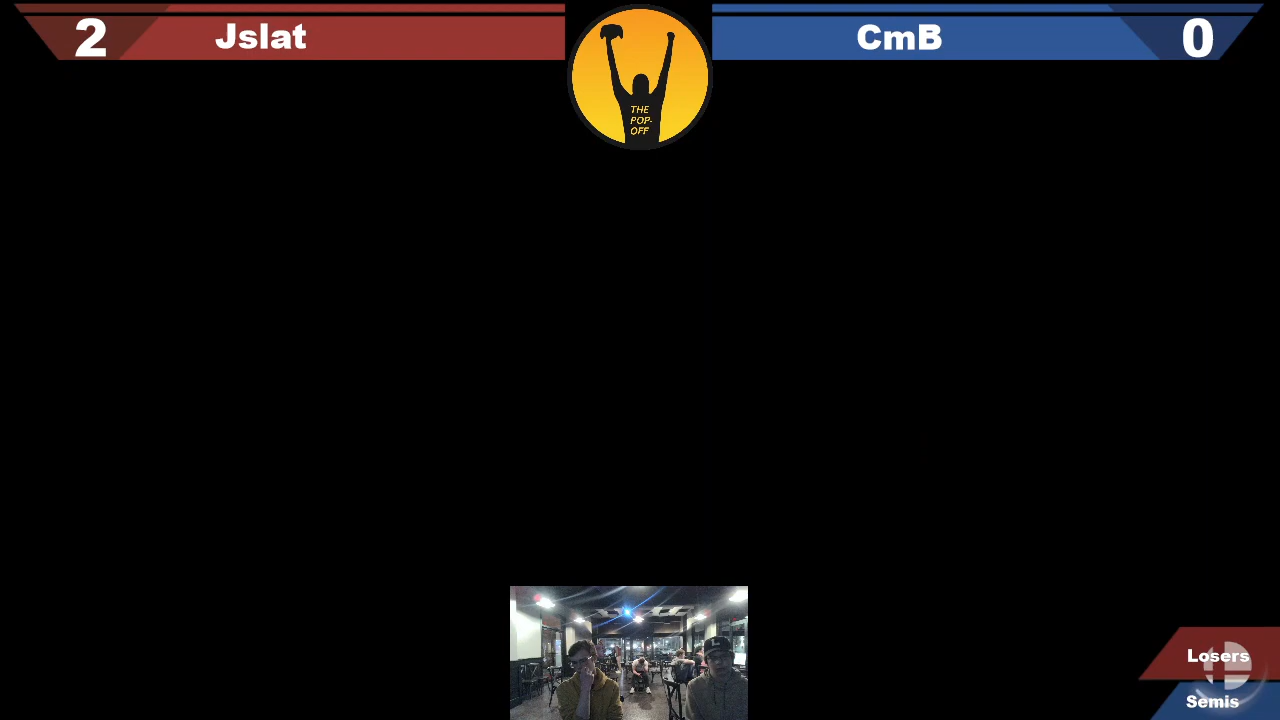 2 Jslat CmB 0
THE
POP-
OFF
Losers
Semis